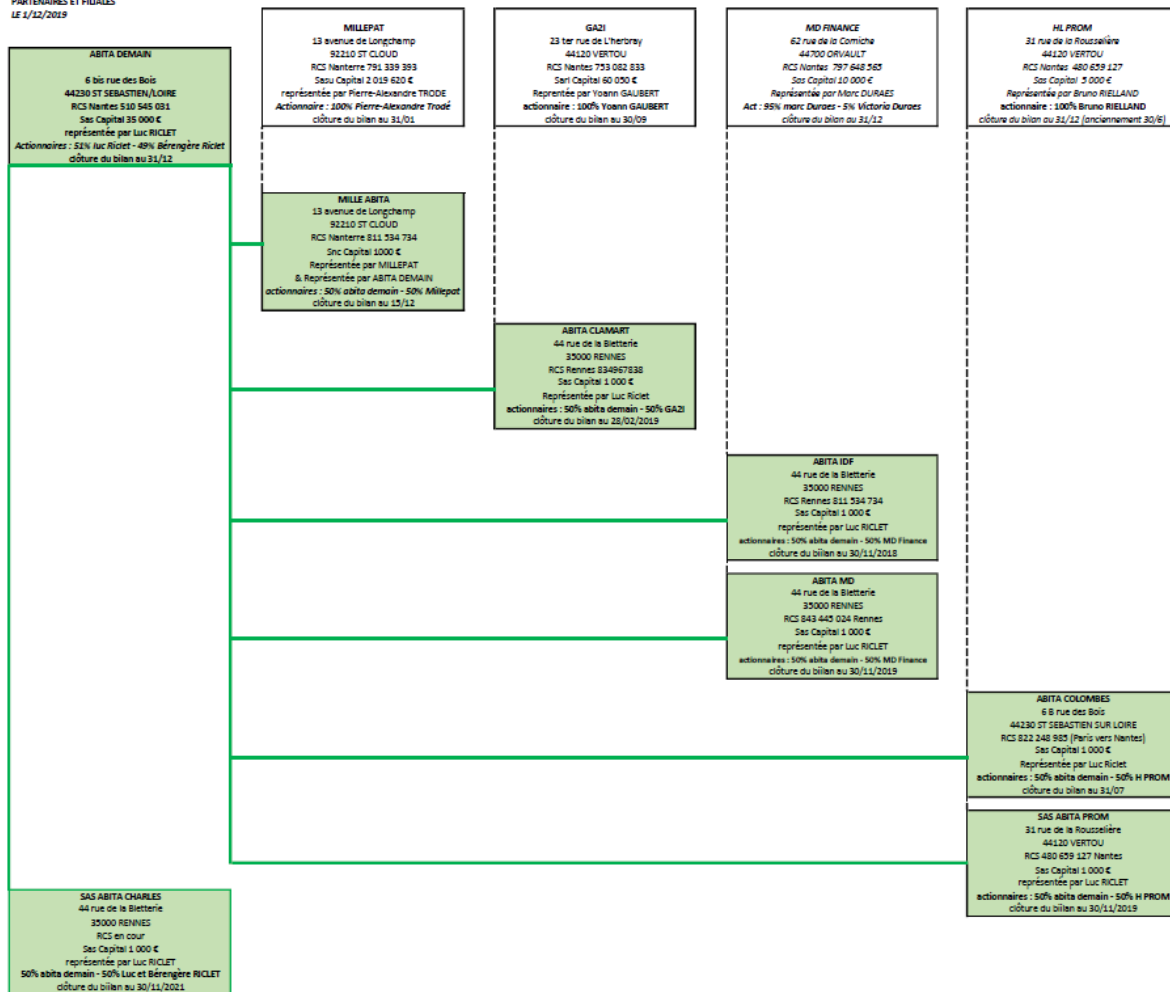 PARTENAIRES ET FILIALES
LE 1/12/2019
ABITA DEMAIN
6 bis rue des Bois
44230 ST SEBASTIEN/LOIRE
RCS Nantes 510 545 031
Sas Capital 35 000 €
représentée par Luc RICLET
Actionnaires : 51% luc Riclet - 49% Bérengère Riclet
clôture du bilan au 31/12
MILLEPAT
13 avenue de Longchamp
92210 ST CLOUD
RCS Nanterre 791 339 393
Sasu Capital 2 019 620 €
représentée par Pierre-Alexandre TRODE
Actionnaire : 100% Pierre-Alexandre Trodé
clôture du bilan au 31/01
GA2I
23 ter rue de L'herbray
44120 VERTOU
RCS Nantes 753 082 833
Sarl Capital 60 050 €
Reprentée par Yoann GAUBERT
actionnaire : 100% Yoann GAUBERT
clôture du bilan au 30/09
MD FINANCE
62 rue de la Corniche
44700 ORVAULT
RCS Nantes 797 648 565
Sas Capital 10 000 €
Représentée par Marc DURAES
Act : 95% marc Duraes - 5% Victoria Duraes
clôture du bilan au 31/12
HL PROM
31 rue de la Rousselière
44120 VERTOU
RCS Nantes 480 659 127
Sas Capital 5 000 €
Représentée par Bruno RIELLAND
actionnaire : 100% Bruno RIELLAND
clôture du bilan au 31/12 (anciennement 30/6)
MILLE ABITA
13 avenue de Longchamp
92210 ST CLOUD
RCS Nanterre 811 534 734
Snc Capital 1000 €
Représentée par MILLEPAT
& Représentée par ABITA DEMAIN
actionnaires : 50% abita demain - 50% Millepat
clôture du bilan au 15/12
ABITA CLAMART
44 rue de la Bletterie
35000 RENNES
RCS Rennes 834967838
Sas Capital 1 000 €
Représentée par Luc Riclet
actionnaires : 50% abita demain - 50% GA2I
clôture du bilan au 28/02/2019
ABITA IDF
44 rue de la Bletterie
35000 RENNES
RCS Rennes 811 534 734
Sas Capital 1 000 €
représentée par Luc RICLET
actionnaires : 50% abita demain - 50% MD Finance
clôture du biilan au 30/11/2018
ABITA MD
44 rue de la Bletterie
35000 RENNES
RCS 843 445 024 Rennes
Sas Capital 1 000 €
représentée par Luc RICLET
actionnaires : 50% abita demain - 50% MD Finance
clôture du biilan au 30/11/2019
ABITA COLOMBES
6 B rue des Bois
44230 ST SEBASTIEN SUR LOIRE
RCS 822 248 985 (Paris vers Nantes)
Sas Capital 1 000 €
Représentée par Luc Riclet
actionnaires : 50% abita demain - 50% H PROM
clôture du bilan au 31/07
SAS ABITA PROM
31 rue de la Rousselière
44120 VERTOU
RCS 480 659 127 Nantes
Sas Capital 1 000 €
représentée par Luc RICLET
actionnaires : 50% abita demain - 50% H PROM
clôture du biilan au 30/11/2019
SAS ABITA CHARLES
44 rue de la Bletterie
35000 RENNES
RCS en cour
Sas Capital 1 000 €
représentée par Luc RICLET
50% abita demain - 50% Luc et Bérengère RICLET
clôture du biilan au 30/11/2021